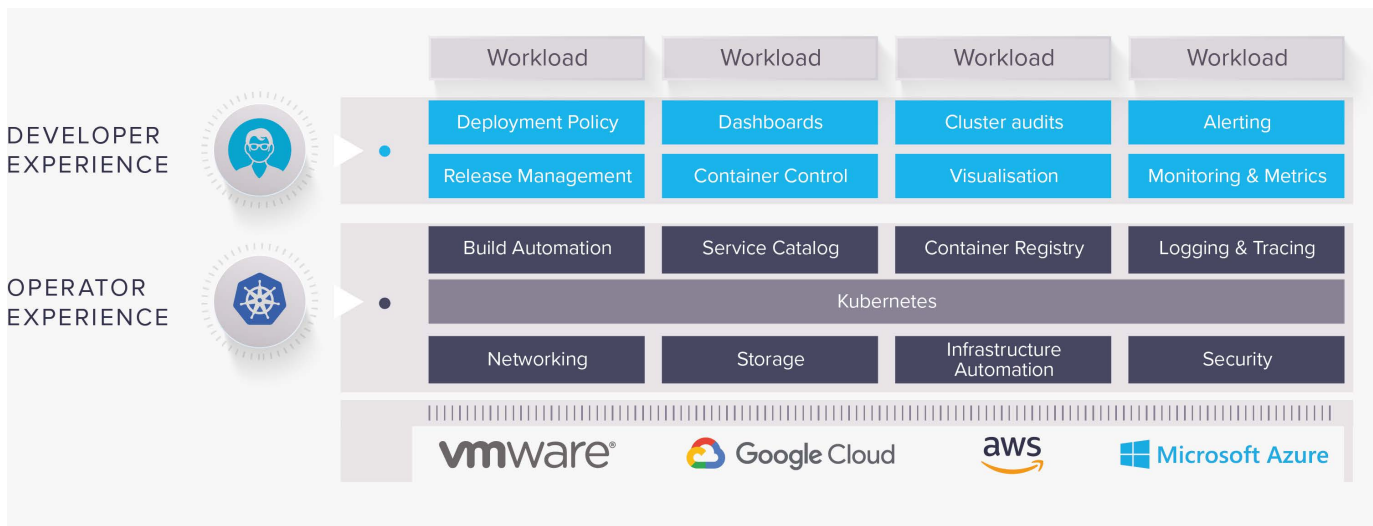 Workload
Workload
Workload
Workload
DEVELOPER
EXPERIENCE
Deployment Policy
Dashboards
Cluster audits
Alerting
Release Management
Container Control
Visualisation
Monitoring & Metrics
OPERATOR
EXPERIENCE
Build Automation
Service Catalog
Container Registry
Logging & Tracing
Kubernetes
Networking
Storage
Infrastructure
Automation
Security
vmware®
Google Cloud
aws
Microsoft Azure